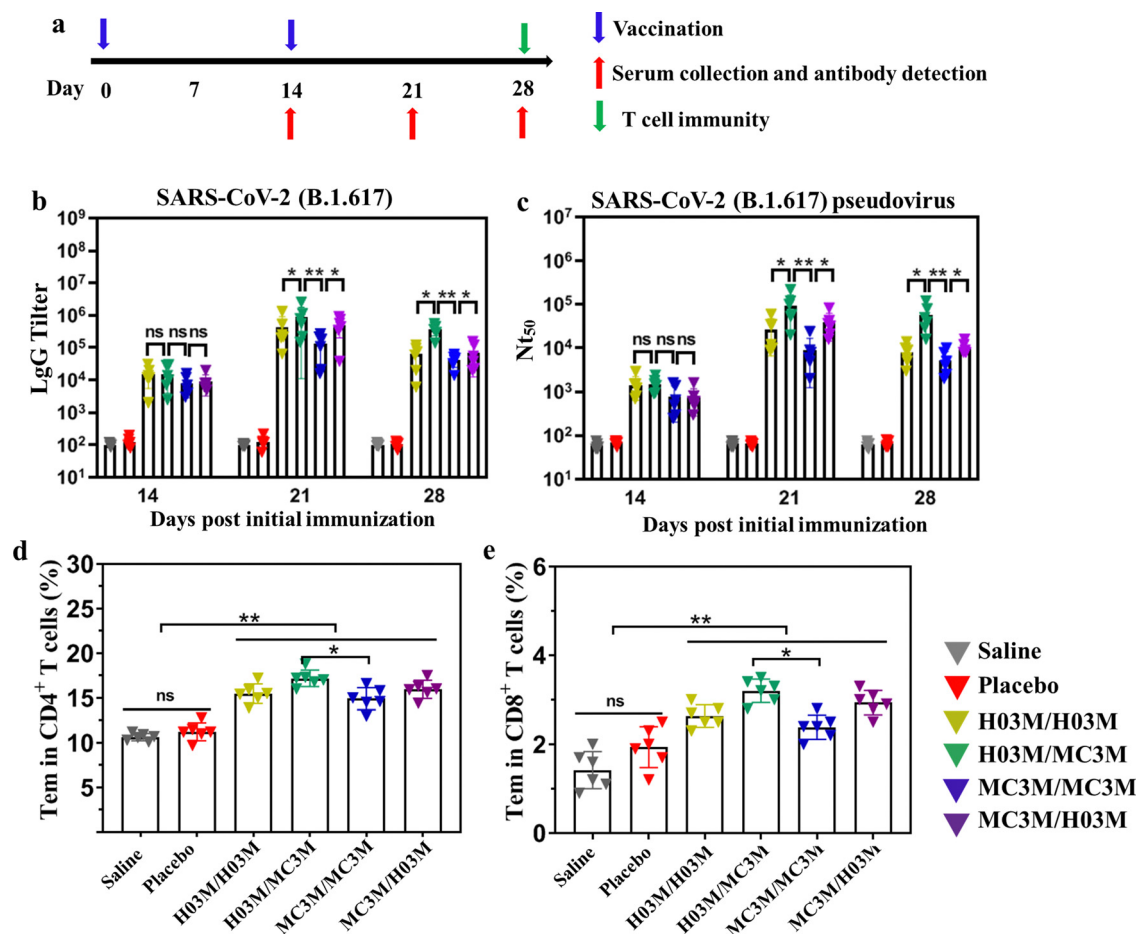 a
Vaccination
Day 0 7 14 21 28
Serum collection and antibody detection
T cell immunity
b SARS-CoV-2 (B.1.617)
LgG Tilter
10⁹
10⁸
10⁷
10⁶
10⁵
10⁴
10³
10²
10¹
ns ns ns
* ** *
* ** *
14 21 28
Days post initial immunization
c SARS-CoV-2 (B.1.617) pseudovirus
Nt₅₀
10⁷
10⁶
10⁵
10⁴
10³
10²
10¹
ns ns ns
* ** *
* ** *
14 21 28
Days post initial immunization
d
Tem in CD4⁺ T cells (%)
30
25
20
15
10
5
**
*
ns
Saline
Placebo
H03M/H03M
H03M/MC3M
MC3M/MC3M
MC3M/H03M
e
Tem in CD8⁺ T cells (%)
6
4
2
0
**
*
ns
Saline
Placebo
H03M/H03M
H03M/MC3M
MC3M/MC3M
MC3M/H03M
Saline
Placebo
H03M/H03M
H03M/MC3M
MC3M/MC3M
MC3M/H03M